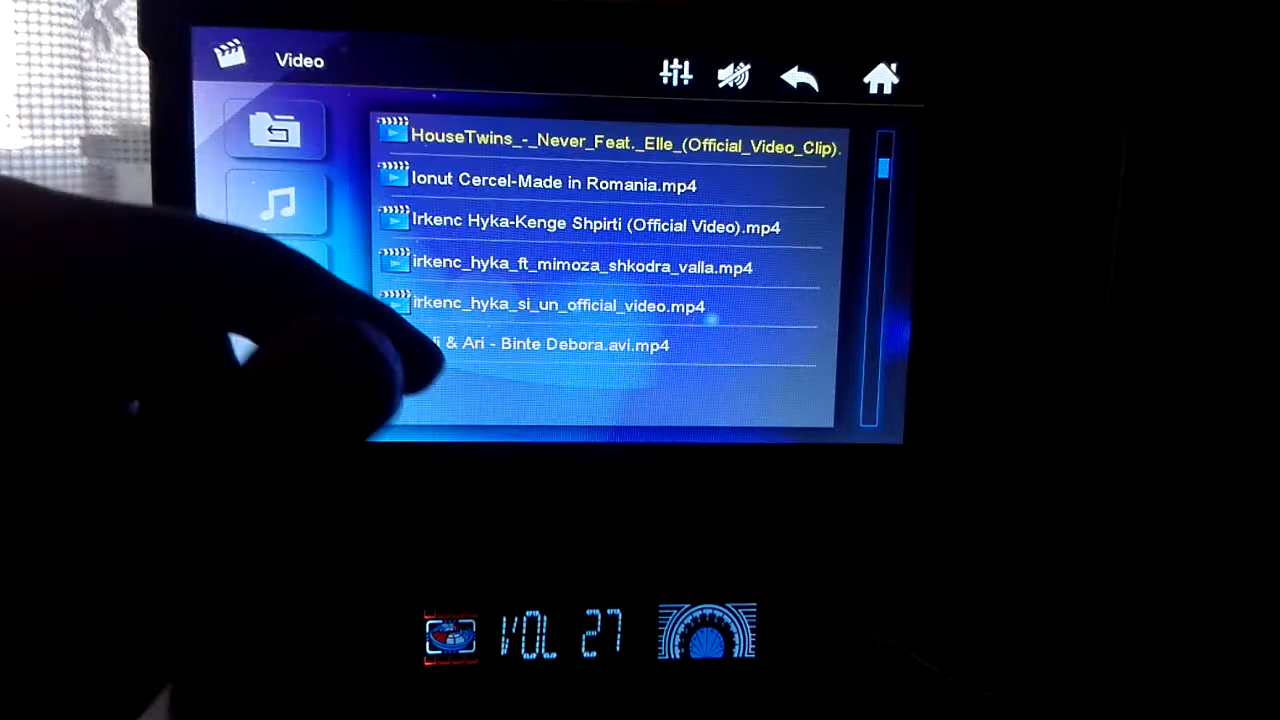 Video
HouseTwins_-_Never_Feat._Elle_(Official_Video_Clip).
Ionut Cercel-Made in Romania.mp4
Irkenc Hyka-Kenge Shpirti (Official Video).mp4
irkenc_hyka_ft_mimoza_shkodra_valla.mp4
irkenc_hyka_si_un_official_video.mp4
& Ari - Binte Debora.avi.mp4
VOL 27